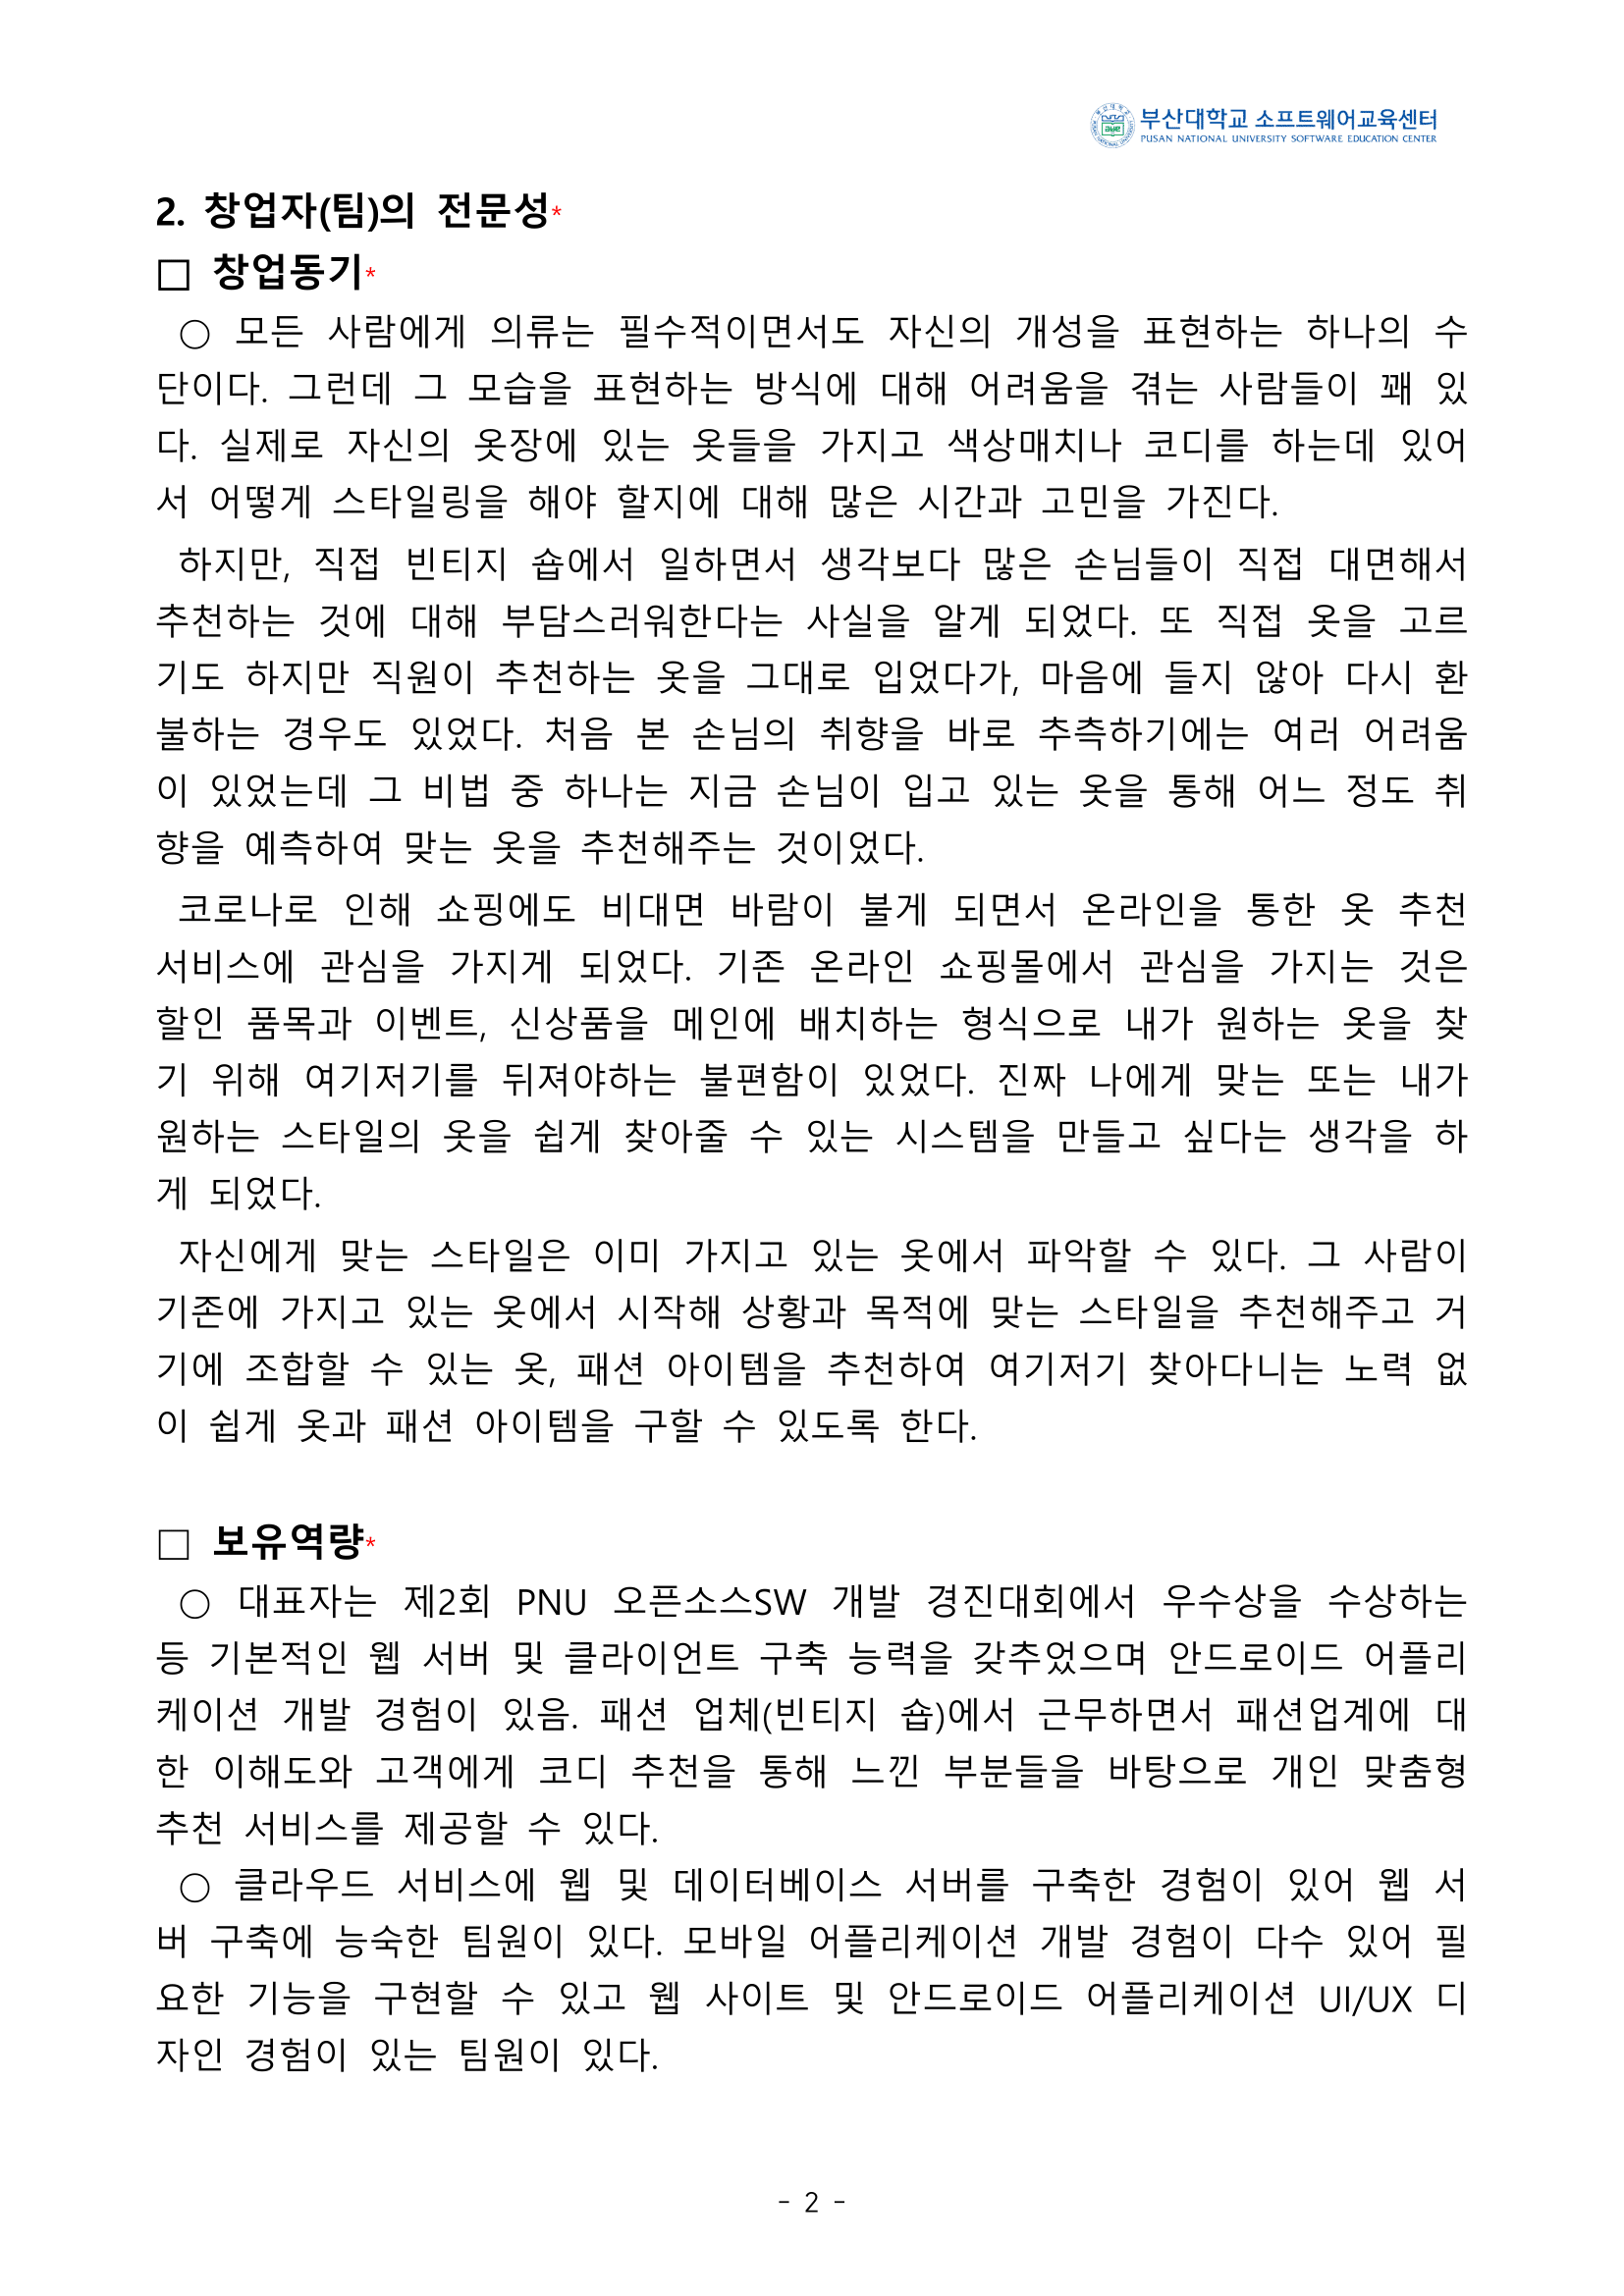 부산대학교 소프트웨어교육센터
PUSAN NATIONAL UNIVERSITY SOFTWARE EDUCATION CENTER
2. 창업자(팀)의 전문성*
□ 창업동기*
○ 모든 사람에게 의류는 필수적이면서도 자신의 개성을 표현하는 하나의 수
단이다. 그런데 그 모습을 표현하는 방식에 대해 어려움을 겪는 사람들이 꽤 있
다. 실제로 자신의 옷장에 있는 옷들을 가지고 색상매치나 코디를 하는데 있어
서 어떻게 스타일링을 해야 할지에 대해 많은 시간과 고민을 가진다.
하지만, 직접 빈티지 숍에서 일하면서 생각보다 많은 손님들이 직접 대면해서
추천하는 것에 대해 부담스러워한다는 사실을 알게 되었다. 또 직접 옷을 고르
기도 하지만 직원이 추천하는 옷을 그대로 입었다가, 마음에 들지 않아 다시 환
불하는 경우도 있었다. 처음 본 손님의 취향을 바로 추측하기에는 여러 어려움
이 있었는데 그 비법 중 하나는 지금 손님이 입고 있는 옷을 통해 어느 정도 취
향을 예측하여 맞는 옷을 추천해주는 것이었다.
코로나로 인해 쇼핑에도 비대면 바람이 불게 되면서 온라인을 통한 옷 추천
서비스에 관심을 가지게 되었다. 기존 온라인 쇼핑몰에서 관심을 가지는 것은
할인 품목과 이벤트, 신상품을 메인에 배치하는 형식으로 내가 원하는 옷을 찾
기 위해 여기저기를 뒤져야하는 불편함이 있었다. 진짜 나에게 맞는 또는 내가
원하는 스타일의 옷을 쉽게 찾아줄 수 있는 시스템을 만들고 싶다는 생각을 하
게 되었다.
자신에게 맞는 스타일은 이미 가지고 있는 옷에서 파악할 수 있다. 그 사람이
기존에 가지고 있는 옷에서 시작해 상황과 목적에 맞는 스타일을 추천해주고 거
기에 조합할 수 있는 옷, 패션 아이템을 추천하여 여기저기 찾아다니는 노력 없
이 쉽게 옷과 패션 아이템을 구할 수 있도록 한다.
□ 보유역량*
○ 대표자는 제2회 PNU 오픈소스SW 개발 경진대회에서 우수상을 수상하는
등 기본적인 웹 서버 및 클라이언트 구축 능력을 갖추었으며 안드로이드 어플리
케이션 개발 경험이 있음. 패션 업체(빈티지 숍)에서 근무하면서 패션업계에 대
한 이해도와 고객에게 코디 추천을 통해 느낀 부분들을 바탕으로 개인 맞춤형
추천 서비스를 제공할 수 있다.
○ 클라우드 서비스에 웹 및 데이터베이스 서버를 구축한 경험이 있어 웹 서
버 구축에 능숙한 팀원이 있다. 모바일 어플리케이션 개발 경험이 다수 있어 필
요한 기능을 구현할 수 있고 웹 사이트 및 안드로이드 어플리케이션 UI/UX 디
자인 경험이 있는 팀원이 있다.
- 2 -